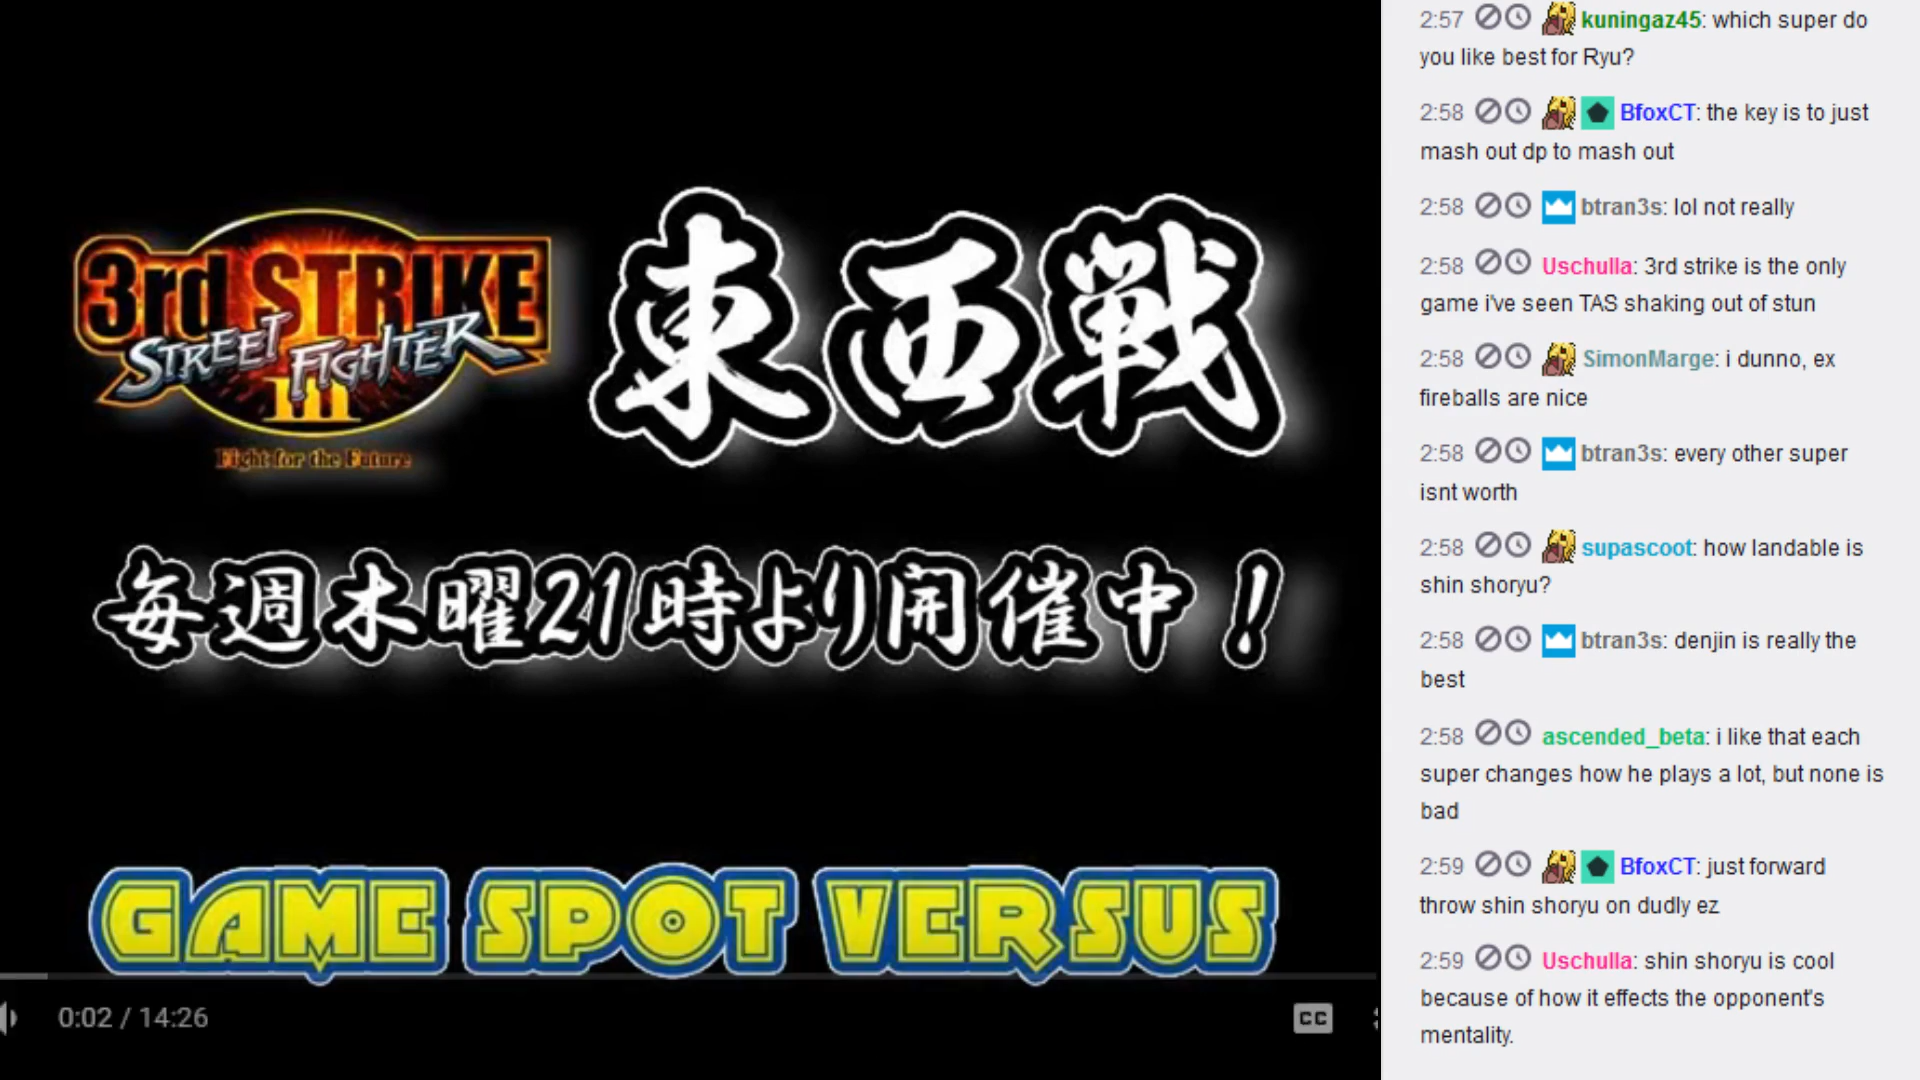 3rd STRIKE
STREET FIGHTER
III
Fight for the Future
東西戦
毎週木曜21時より開催中!
GAME SPOT VERSUS
0:02 / 14:26
CC
2:57 kuningaz45: which super do
you like best for Ryu?
2:58 BfoxCT: the key is to just
mash out dp to mash out
2:58 btran3s: lol not really
2:58 Uschulla: 3rd strike is the only
game i've seen TAS shaking out of stun
2:58 SimonMarge: i dunno, ex
fireballs are nice
2:58 btran3s: every other super
isnt worth
2:58 supascoot: how landable is
shin shoryu?
2:58 btran3s: denjin is really the
best
2:58 ascended_beta: i like that each
super changes how he plays a lot, but none is
bad
2:59 BfoxCT: just forward
throw shin shoryu on dudly ez
2:59 Uschulla: shin shoryu is cool
because of how it effects the opponent's
mentality.